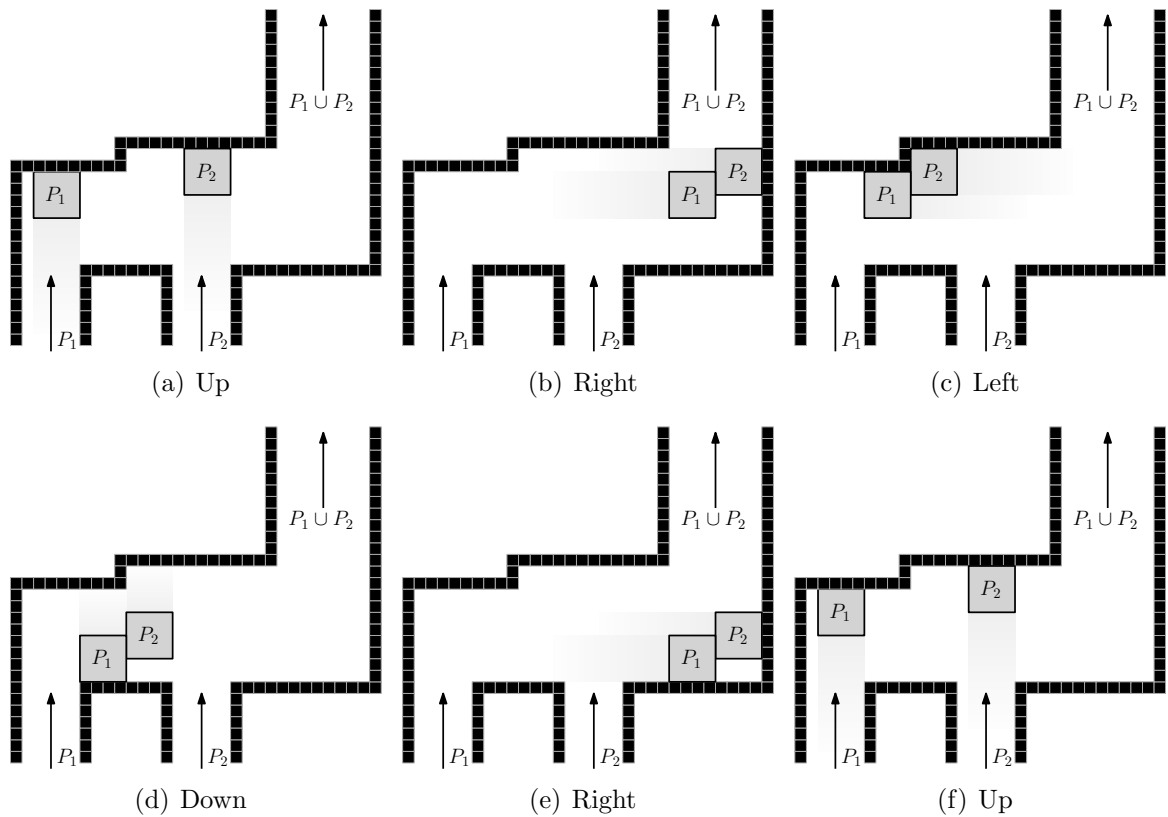 P₁ ∪ P₂
P₁
P₂
P₁
P₂
(a) Up
P₁ ∪ P₂
P₂
P₁
P₁
P₂
(b) Right
P₁ ∪ P₂
P₂
P₁
P₁
P₂
(c) Left
P₁ ∪ P₂
P₂
P₁
P₁
P₂
(d) Down
P₁ ∪ P₂
P₂
P₁
P₁
P₂
(e) Right
P₁ ∪ P₂
P₂
P₁
P₁
P₂
(f) Up